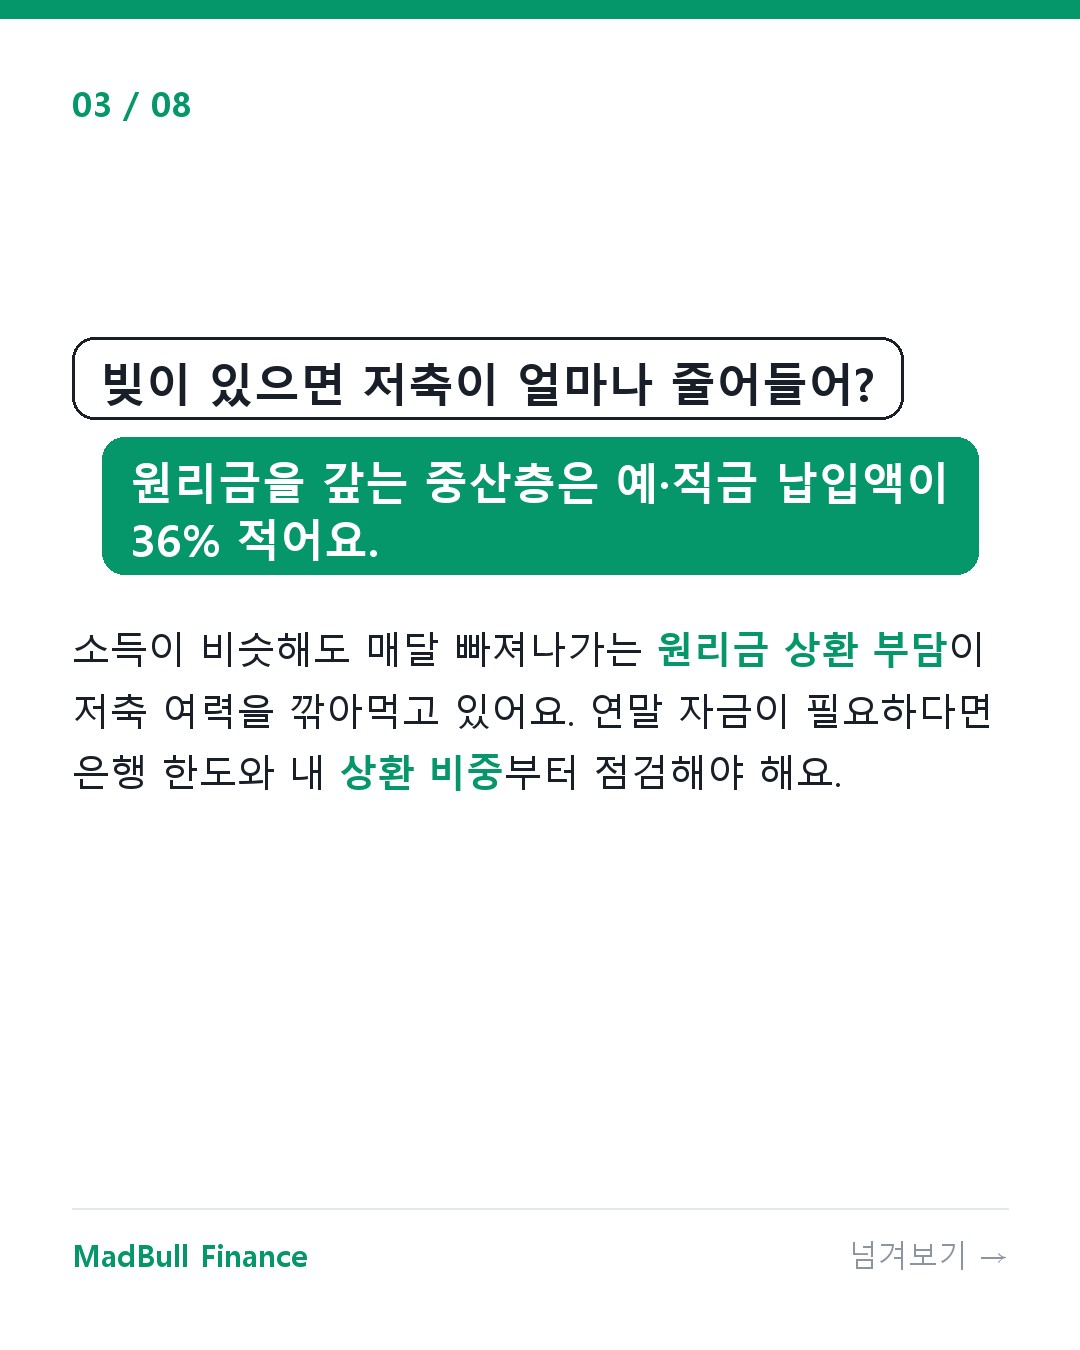 03 / 08
빚이 있으면 저축이 얼마나 줄어들어?
원리금을 갚는 중산층은 예·적금 납입액이
36% 적어요.
소득이 비슷해도 매달 빠져나가는 원리금 상환 부담이
저축 여력을 깎아먹고 있어요. 연말 자금이 필요하다면
은행 한도와 내 상환 비중부터 점검해야 해요.
MadBull Finance
넘겨보기 →